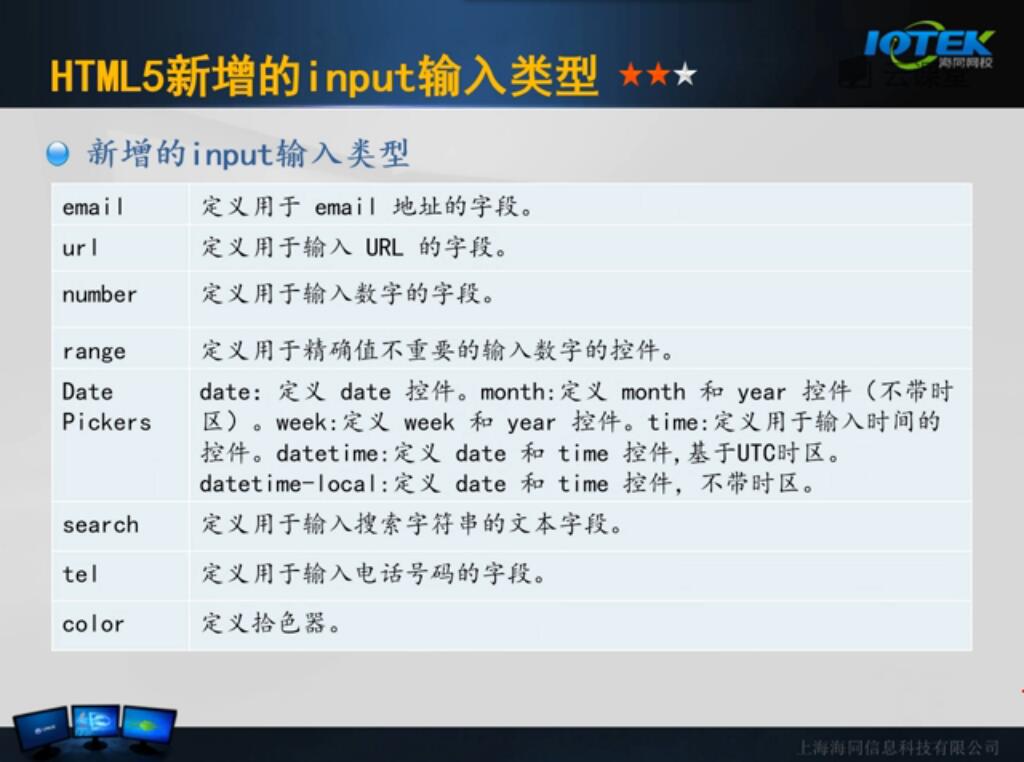 HTML5新增的input输入类型
IOTEK
海同网校
云课堂
新增的input输入类型
email 定义用于 email 地址的字段。
url 定义用于输入 URL 的字段。
number 定义用于输入数字的字段。
range 定义用于精确值不重要的输入数字的控件。
Date
Pickers
date: 定义 date 控件。month:定义 month 和 year 控件（不带时
区）。week:定义 week 和 year 控件。time:定义用于输入时间的
控件。datetime:定义 date 和 time 控件,基于UTC时区。
datetime-local:定义 date 和 time 控件, 不带时区。
search 定义用于输入搜索字符串的文本字段。
tel 定义用于输入电话号码的字段。
color 定义拾色器。
上海海同信息科技有限公司